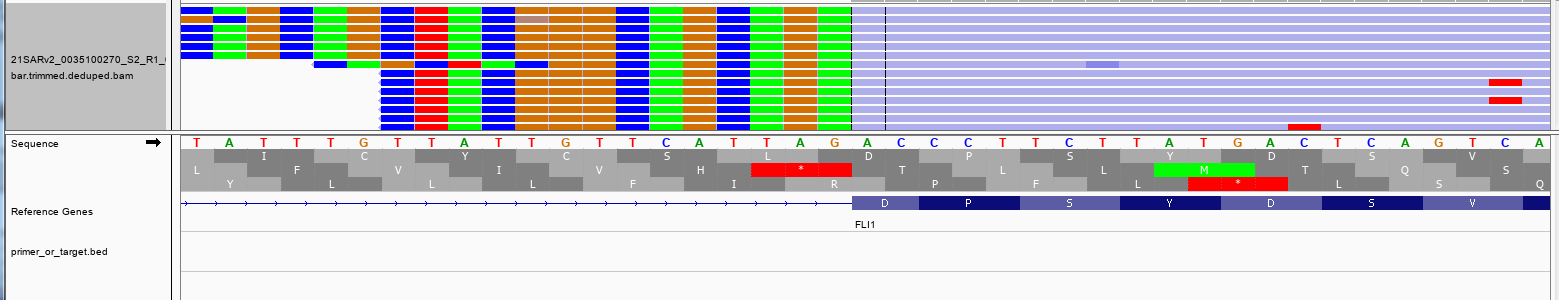 21SARv2_0035100270_S2_R1_
bar.trimmed.deduped.bam
Sequence T A T T T G T T A T T G T T C A T T A G A C C C T T C T T A T G A C T C A G T C A
I C Y C S L D P S Y D S V
L F V I V H * T L L M T Q S
Y L L L F I R P F L * L S Q
Reference Genes D P S Y D S V
FLI1
primer_or_target.bed